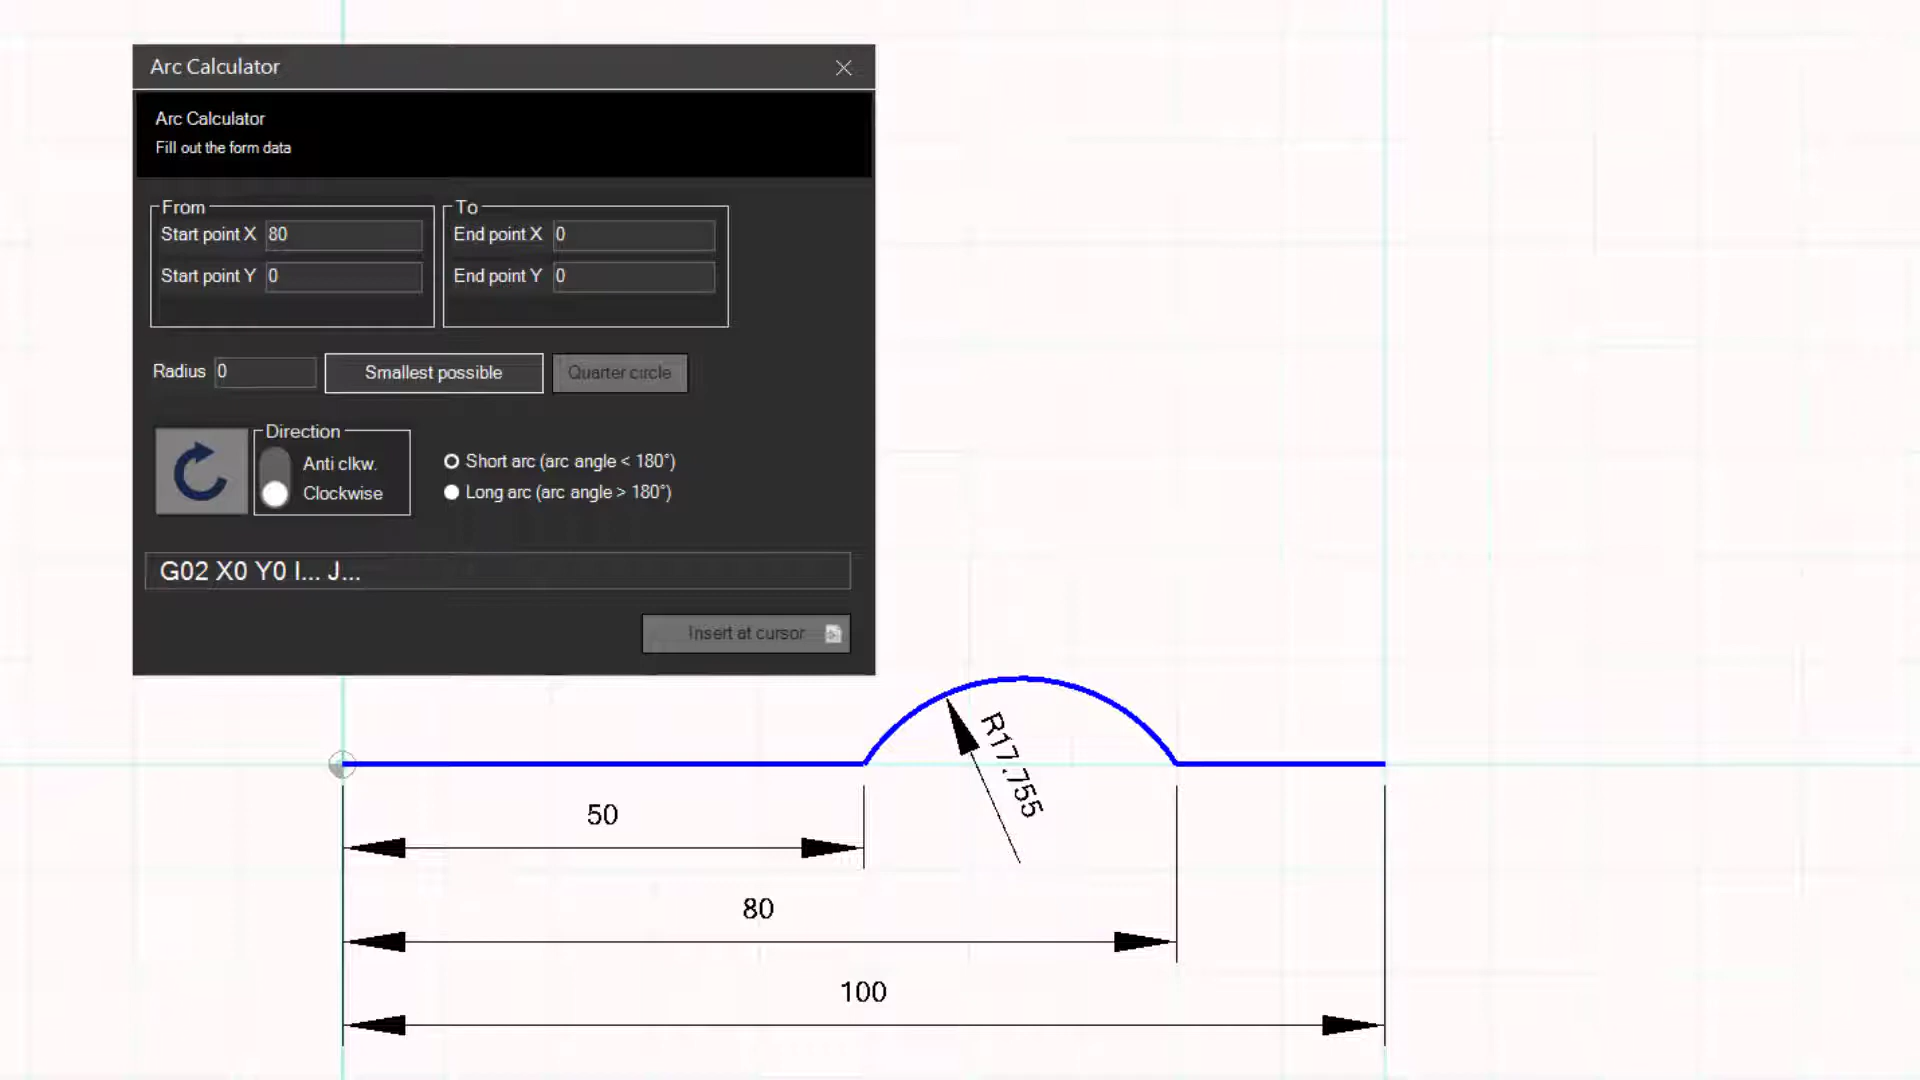 Arc Calculator
Arc Calculator
Fill out the form data
From
Start point X 80
Start point Y 0
To
End point X 0
End point Y 0
Radius 0
Smallest possible
Quarter circle
Direction
Anti clkw.
Clockwise
Short arc (arc angle < 180°)
Long arc (arc angle > 180°)
G02 X0 Y0 I... J...
Insert at cursor
R17.755
50
80
100